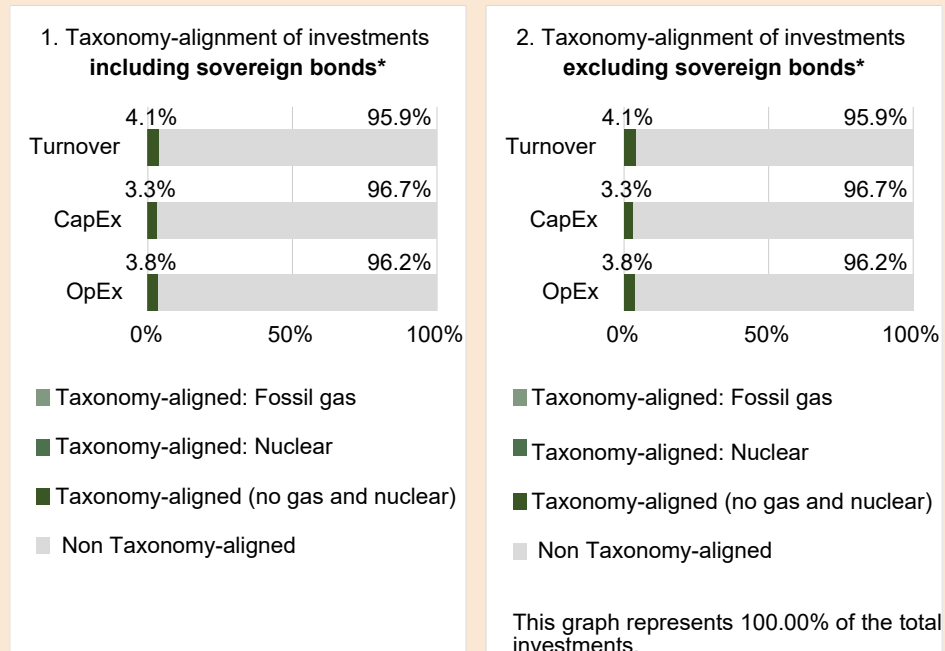 1. Taxonomy-alignment of investments
including sovereign bonds*
4.1% 95.9%
Turnover
3.3% 96.7%
CapEx
3.8% 96.2%
OpEx
0% 50% 100%
Taxonomy-aligned: Fossil gas
Taxonomy-aligned: Nuclear
Taxonomy-aligned (no gas and nuclear)
Non Taxonomy-aligned
2. Taxonomy-alignment of investments
excluding sovereign bonds*
4.1% 95.9%
Turnover
3.3% 96.7%
CapEx
3.8% 96.2%
OpEx
0% 50% 100%
Taxonomy-aligned: Fossil gas
Taxonomy-aligned: Nuclear
Taxonomy-aligned (no gas and nuclear)
Non Taxonomy-aligned
This graph represents 100.00% of the total
investments.